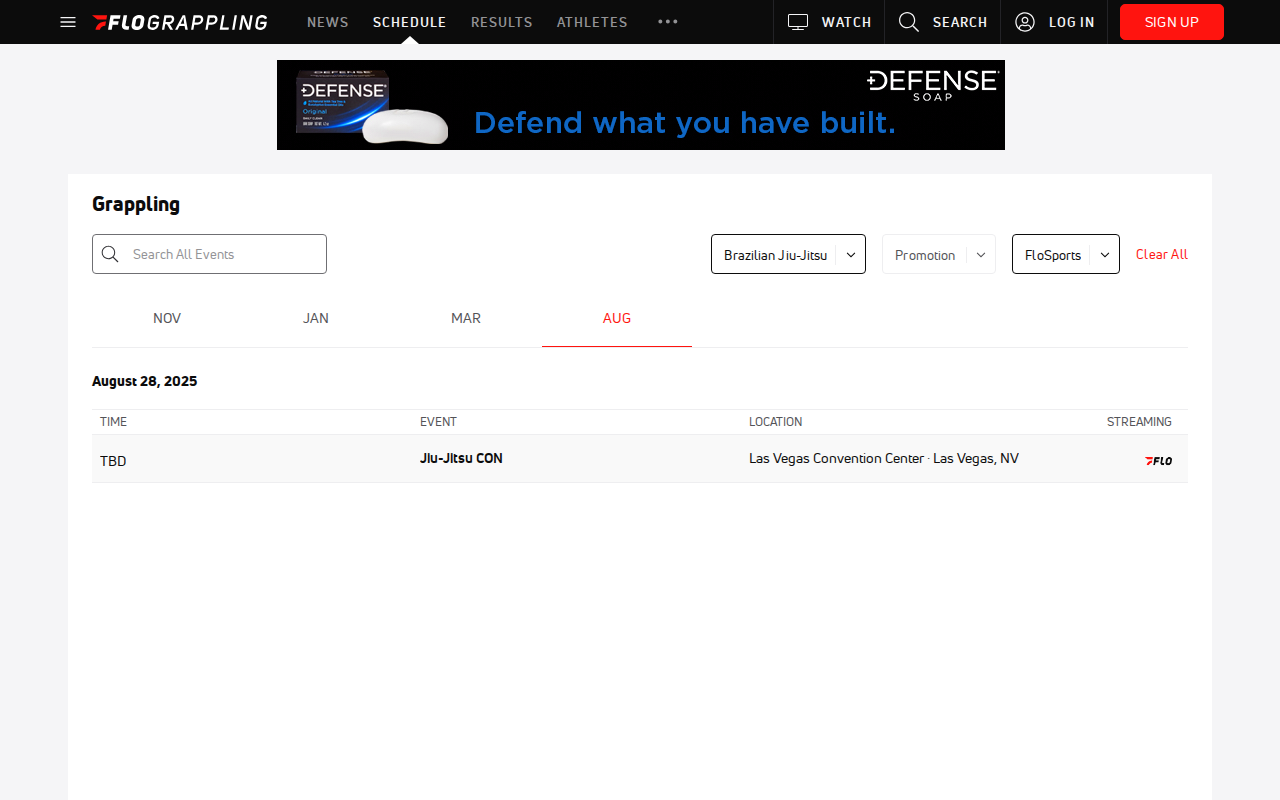 FLOGRAPPLING NEWS SCHEDULE RESULTS ATHLETES WATCH SEARCH LOG IN SIGN UP
DEFENSE
DEFENSE
Original
DEFENSE
SOAP
Defend what you have built.
Grappling
Search All Events Brazilian Jiu-Jitsu Promotion FloSports Clear All
NOV JAN MAR AUG
August 28, 2025
TIME EVENT LOCATION STREAMING
TBD Jiu-Jitsu CON Las Vegas Convention Center · Las Vegas, NV FLO